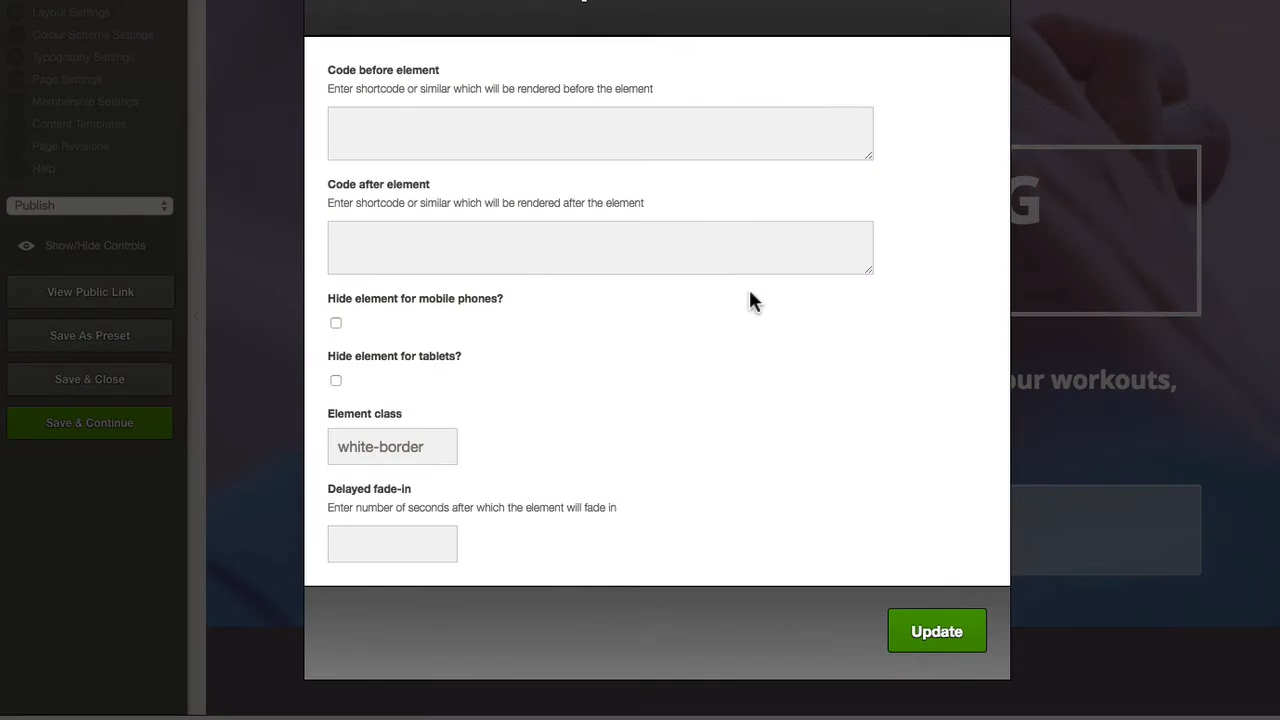 Layout Settings
Colour Scheme Settings
Typography Settings
Page Settings
Membership Settings
Content Templates
Page Revisions
Help
Publish
Show/Hide Controls
View Public Link
Save As Preset
Save & Close
Save & Continue
Code before element
Enter shortcode or similar which will be rendered before the element
Code after element
Enter shortcode or similar which will be rendered after the element
Hide element for mobile phones?
Hide element for tablets?
Element class
white-border
Delayed fade-in
Enter number of seconds after which the element will fade in
Update
G
our workouts,